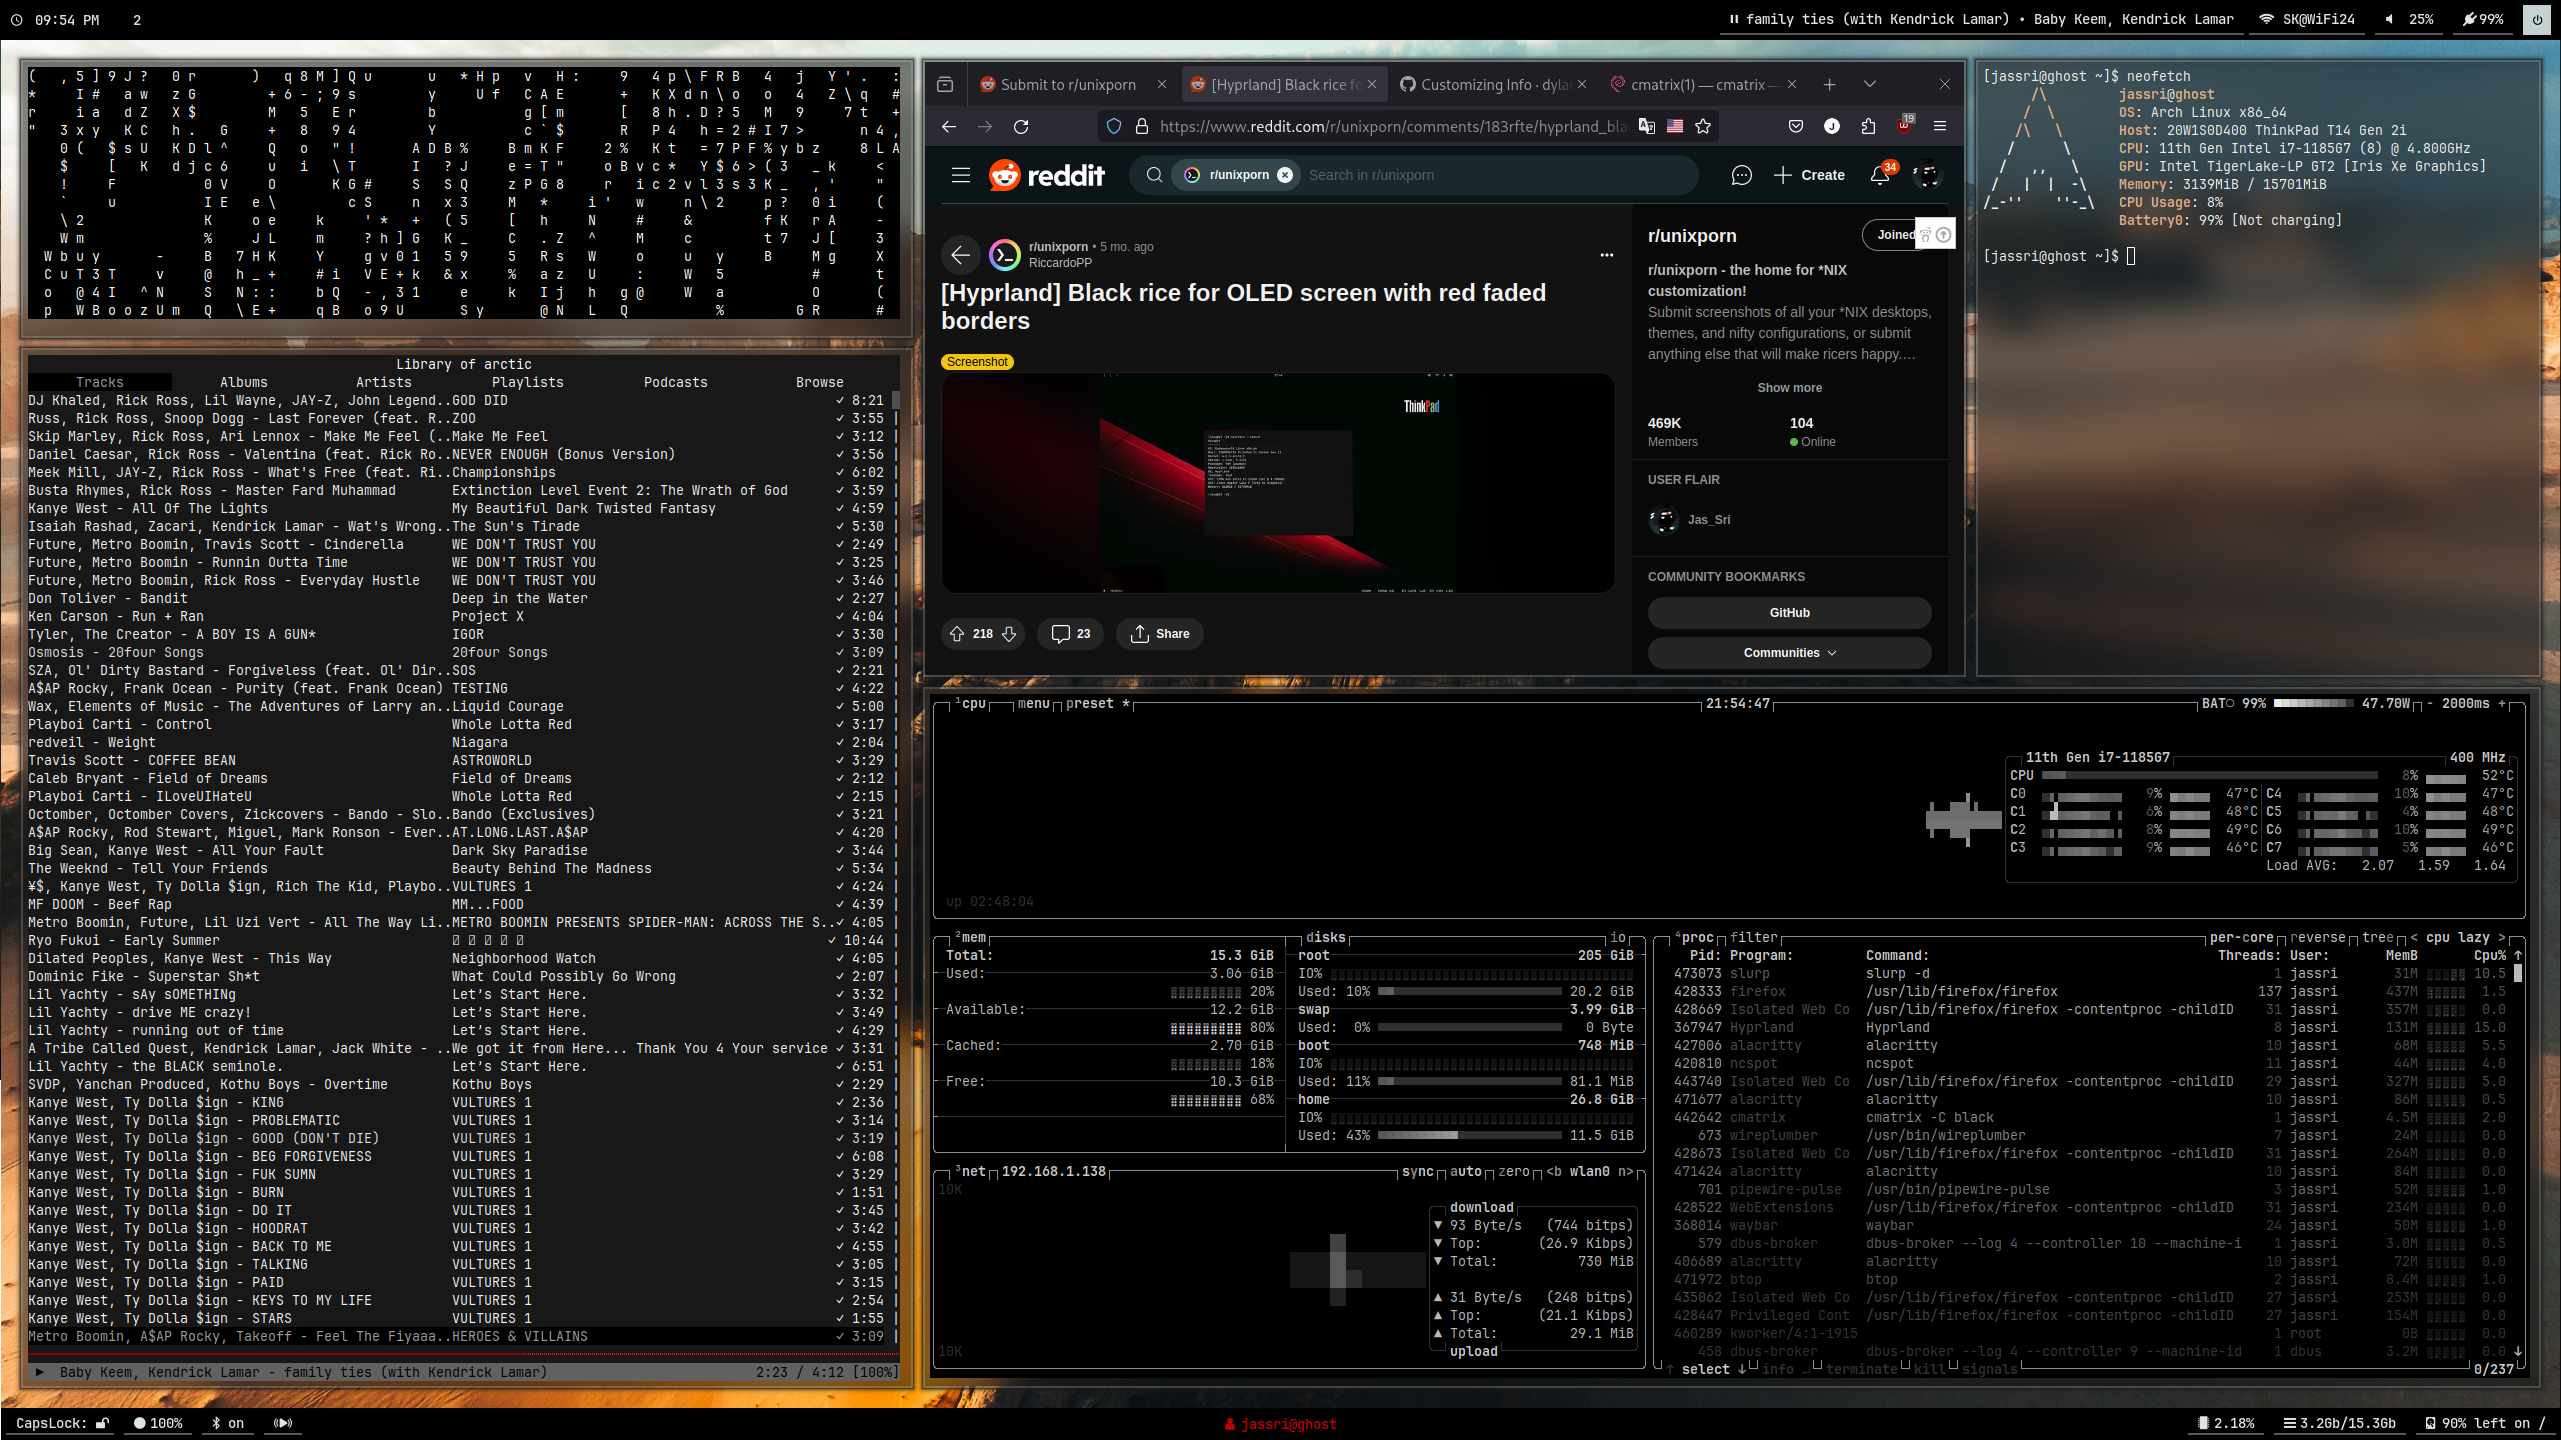 09:54 PM 2
family ties (with Kendrick Lamar) • Baby Keem, Kendrick Lamar SK@WiFi24 25% 99%
Library of arctic
Tracks Albums Artists Playlists Podcasts Browse
DJ Khaled, Rick Ross, Lil Wayne, JAY-Z, John Legend..GOD DID ✓ 8:21
Russ, Rick Ross, Snoop Dogg - Last Forever (feat. R..ZOO ✓ 3:55
Skip Marley, Rick Ross, Ari Lennox - Make Me Feel (..Make Me Feel ✓ 3:12
Daniel Caesar, Rick Ross - Valentina (feat. Rick Ro..NEVER ENOUGH (Bonus Version) ✓ 3:56
Meek Mill, JAY-Z, Rick Ross - What's Free (feat. Ri..Championships ✓ 6:02
Busta Rhymes, Rick Ross - Master Fard Muhammad Extinction Level Event 2: The Wrath of God ✓ 3:59
Kanye West - All Of The Lights My Beautiful Dark Twisted Fantasy ✓ 4:59
Isaiah Rashad, Zacari, Kendrick Lamar - Wat's Wrong..The Sun's Tirade ✓ 5:30
Future, Metro Boomin, Travis Scott - Cinderella WE DON'T TRUST YOU ✓ 2:49
Future, Metro Boomin - Runnin Outta Time WE DON'T TRUST YOU ✓ 3:25
Future, Metro Boomin, Rick Ross - Everyday Hustle WE DON'T TRUST YOU ✓ 3:46
Don Toliver - Bandit Deep in the Water ✓ 2:27
Ken Carson - Run + Ran Project X ✓ 4:04
Tyler, The Creator - A BOY IS A GUN* IGOR ✓ 3:30
Osmosis - 20four Songs 20four Songs ✓ 3:09
SZA, Ol' Dirty Bastard - Forgiveless (feat. Ol' Dir..SOS ✓ 2:21
A$AP Rocky, Frank Ocean - Purity (feat. Frank Ocean) TESTING ✓ 4:22
Wax, Elements of Music - The Adventures of Larry an..Liquid Courage ✓ 5:00
Playboi Carti - Control Whole Lotta Red ✓ 3:17
redveil - Weight Niagara ✓ 2:04
Travis Scott - COFFEE BEAN ASTROWORLD ✓ 3:29
Caleb Bryant - Field of Dreams Field of Dreams ✓ 2:12
Playboi Carti - ILoveUIHateU Whole Lotta Red ✓ 2:15
Octomber, Octomber Covers, Zickcovers - Bando - Slo..Bando (Exclusives) ✓ 3:21
A$AP Rocky, Rod Stewart, Miguel, Mark Ronson - Ever..AT.LONG.LAST.A$AP ✓ 4:20
Big Sean, Kanye West - All Your Fault Dark Sky Paradise ✓ 3:44
The Weeknd - Tell Your Friends Beauty Behind The Madness ✓ 5:34
¥$, Kanye West, Ty Dolla $ign, Rich The Kid, Playbo..VULTURES 1 ✓ 4:24
MF DOOM - Beef Rap MM...FOOD ✓ 4:39
Metro Boomin, Future, Lil Uzi Vert - All The Way Li..METRO BOOMIN PRESENTS SPIDER-MAN: ACROSS THE S..✓ 4:05
Ryo Fukui - Early Summer ✓ 10:44
Dilated Peoples, Kanye West - This Way Neighborhood Watch ✓ 4:05
Dominic Fike - Superstar Sh*t What Could Possibly Go Wrong ✓ 2:07
Lil Yachty - sAy sOMETHINg Let's Start Here. ✓ 3:32
Lil Yachty - drive ME crazy! Let's Start Here. ✓ 3:49
Lil Yachty - running out of time Let's Start Here. ✓ 4:29
A Tribe Called Quest, Kendrick Lamar, Jack White - ..We got it from Here... Thank You 4 Your service ✓ 3:31
Lil Yachty - the BLACK seminole. Let's Start Here. ✓ 6:51
SVDP, Yanchan Produced, Kothu Boys - Overtime Kothu Boys ✓ 2:29
Kanye West, Ty Dolla $ign - KING VULTURES 1 ✓ 2:36
Kanye West, Ty Dolla $ign - PROBLEMATIC VULTURES 1 ✓ 3:14
Kanye West, Ty Dolla $ign - GOOD (DON'T DIE) VULTURES 1 ✓ 3:19
Kanye West, Ty Dolla $ign - BEG FORGIVENESS VULTURES 1 ✓ 6:08
Kanye West, Ty Dolla $ign - FUK SUMN VULTURES 1 ✓ 3:29
Kanye West, Ty Dolla $ign - BURN VULTURES 1 ✓ 1:51
Kanye West, Ty Dolla $ign - DO IT VULTURES 1 ✓ 3:45
Kanye West, Ty Dolla $ign - HOODRAT VULTURES 1 ✓ 3:42
Kanye West, Ty Dolla $ign - BACK TO ME VULTURES 1 ✓ 4:55
Kanye West, Ty Dolla $ign - TALKING VULTURES 1 ✓ 3:05
Kanye West, Ty Dolla $ign - PAID VULTURES 1 ✓ 3:15
Kanye West, Ty Dolla $ign - KEYS TO MY LIFE VULTURES 1 ✓ 2:54
Kanye West, Ty Dolla $ign - STARS VULTURES 1 ✓ 1:55
Metro Boomin, A$AP Rocky, Takeoff - Feel The Fiyaaa..HEROES & VILLAINS ✓ 3:09
Baby Keem, Kendrick Lamar - family ties (with Kendrick Lamar) 2:23 / 4:12 [100%]
Submit to r/unixporn [Hyprland] Black rice fo Customizing Info · dylan cmatrix(1) — cmatrix —
https://www.reddit.com/r/unixporn/comments/183rfte/hyprland_bla 19
reddit r/unixporn Search in r/unixporn Create 34
r/unixporn • 5 mo. ago
RiccardoPP
[Hyprland] Black rice for OLED screen with red faded
borders
Screenshot
ThinkPad
218 23 Share
r/unixporn Joined
r/unixporn - the home for *NIX
customization!
Submit screenshots of all your *NIX desktops,
themes, and nifty configurations, or submit
anything else that will make ricers happy.…
Show more
469K 104
Members Online
USER FLAIR
Jas_Sri
COMMUNITY BOOKMARKS
GitHub
Communities
[jassri@ghost ~]$ neofetch
jassri@ghost
OS: Arch Linux x86_64
Host: 20W1S0D400 ThinkPad T14 Gen 2i
CPU: 11th Gen Intel i7-1185G7 (8) @ 4.800GHz
GPU: Intel TigerLake-LP GT2 [Iris Xe Graphics]
Memory: 3139MiB / 15701MiB
CPU Usage: 8%
Battery0: 99% [Not charging]
[jassri@ghost ~]$
¹cpu menu preset * 21:54:47 BAT○ 99% 47.70W - 2000ms +
11th Gen i7-1185G7 400 MHz
CPU 8% 52°C
C0 9% 47°C C4 10% 47°C
C1 6% 48°C C5 4% 48°C
C2 8% 49°C C6 10% 49°C
C3 9% 46°C C7 5% 46°C
Load AVG: 2.07 1.59 1.64
up 02:48:04
²mem disks io
Total: 15.3 GiB
Used: 3.06 GiB
20%
Available: 12.2 GiB
80%
Cached: 2.70 GiB
18%
Free: 10.3 GiB
68%
root 205 GiB
IO%
Used: 10% 20.2 GiB
swap 3.99 GiB
Used: 0% 0 Byte
boot 748 MiB
IO%
Used: 11% 81.1 MiB
home 26.8 GiB
IO%
Used: 43% 11.5 GiB
³net 192.168.1.138 sync auto zero <b wlan0 n>
10K
download
▼ 93 Byte/s (744 bitps)
▼ Top: (26.9 Kibps)
▼ Total: 730 MiB
▲ 31 Byte/s (248 bitps)
▲ Top: (21.1 Kibps)
▲ Total: 29.1 MiB
10K upload
⁴proc filter per-core reverse tree < cpu lazy >
Pid: Program: Command: Threads: User: MemB Cpu% ↑
473073 slurp slurp -d 1 jassri 31M 10.5
428333 firefox /usr/lib/firefox/firefox 137 jassri 437M 1.5
428669 Isolated Web Co /usr/lib/firefox/firefox -contentproc -childID 31 jassri 357M 0.0
367947 Hyprland Hyprland 8 jassri 131M 15.0
427006 alacritty alacritty 10 jassri 68M 5.5
420810 ncspot ncspot 11 jassri 44M 4.0
443740 Isolated Web Co /usr/lib/firefox/firefox -contentproc -childID 29 jassri 327M 5.0
471677 alacritty alacritty 10 jassri 86M 0.5
442642 cmatrix cmatrix -C black 1 jassri 4.5M 2.0
673 wireplumber /usr/bin/wireplumber 7 jassri 24M 0.0
428673 Isolated Web Co /usr/lib/firefox/firefox -contentproc -childID 31 jassri 264M 0.0
471424 alacritty alacritty 10 jassri 84M 0.0
701 pipewire-pulse /usr/bin/pipewire-pulse 3 jassri 52M 1.0
428522 WebExtensions /usr/lib/firefox/firefox -contentproc -childID 31 jassri 234M 0.0
368014 waybar waybar 24 jassri 50M 1.0
579 dbus-broker dbus-broker --log 4 --controller 10 --machine-i 1 jassri 3.0M 0.5
406689 alacritty alacritty 10 jassri 72M 0.0
471972 btop btop 2 jassri 8.4M 1.0
435062 Isolated Web Co /usr/lib/firefox/firefox -contentproc -childID 27 jassri 253M 0.0
428447 Privileged Cont /usr/lib/firefox/firefox -contentproc -childID 27 jassri 154M 0.0
460289 kworker/4:1-i915 1 root 0B 0.0
458 dbus-broker dbus-broker --log 4 --controller 9 --machine-id 1 dbus 3.2M 0.0 ↓
↑ select ↓ info terminate kill signals 0/237
CapsLock: 100% on
jassri@ghost
2.18% 3.2Gb/15.3Gb 90% left on /